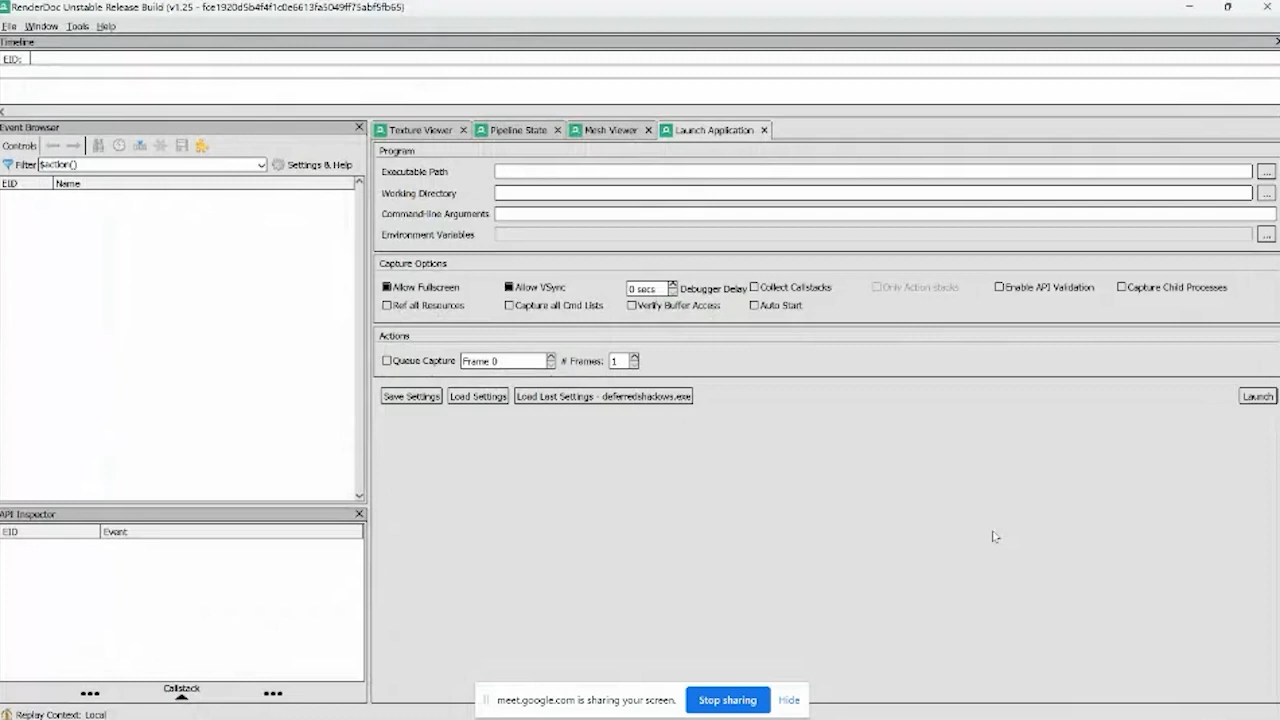 RenderDoc Unstable Release Build (v1.25 - fce1920d5b4f4f1c0e6613fa5049ff75abf5fb65)
File Window Tools Help
Timeline
EID:
Event Browser
Controls
Filter $action() Settings & Help
EID Name
Texture Viewer Pipeline State Mesh Viewer Launch Application
Program
Executable Path ...
Working Directory ...
Command-line Arguments
Environment Variables ...
Capture Options
Allow Fullscreen Allow VSync 0 secs Debugger Delay Collect Callstacks Only Action stacks Enable API Validation Capture Child Processes
Ref all Resources Capture all Cmd Lists Verify Buffer Access Auto Start
Actions
Queue Capture Frame 0 # Frames: 1
Save Settings Load Settings Load Last Settings - deferredshadows.exe Launch
API Inspector
EID Event
Callstack
meet.google.com is sharing your screen. Stop sharing Hide
Replay Context: Local